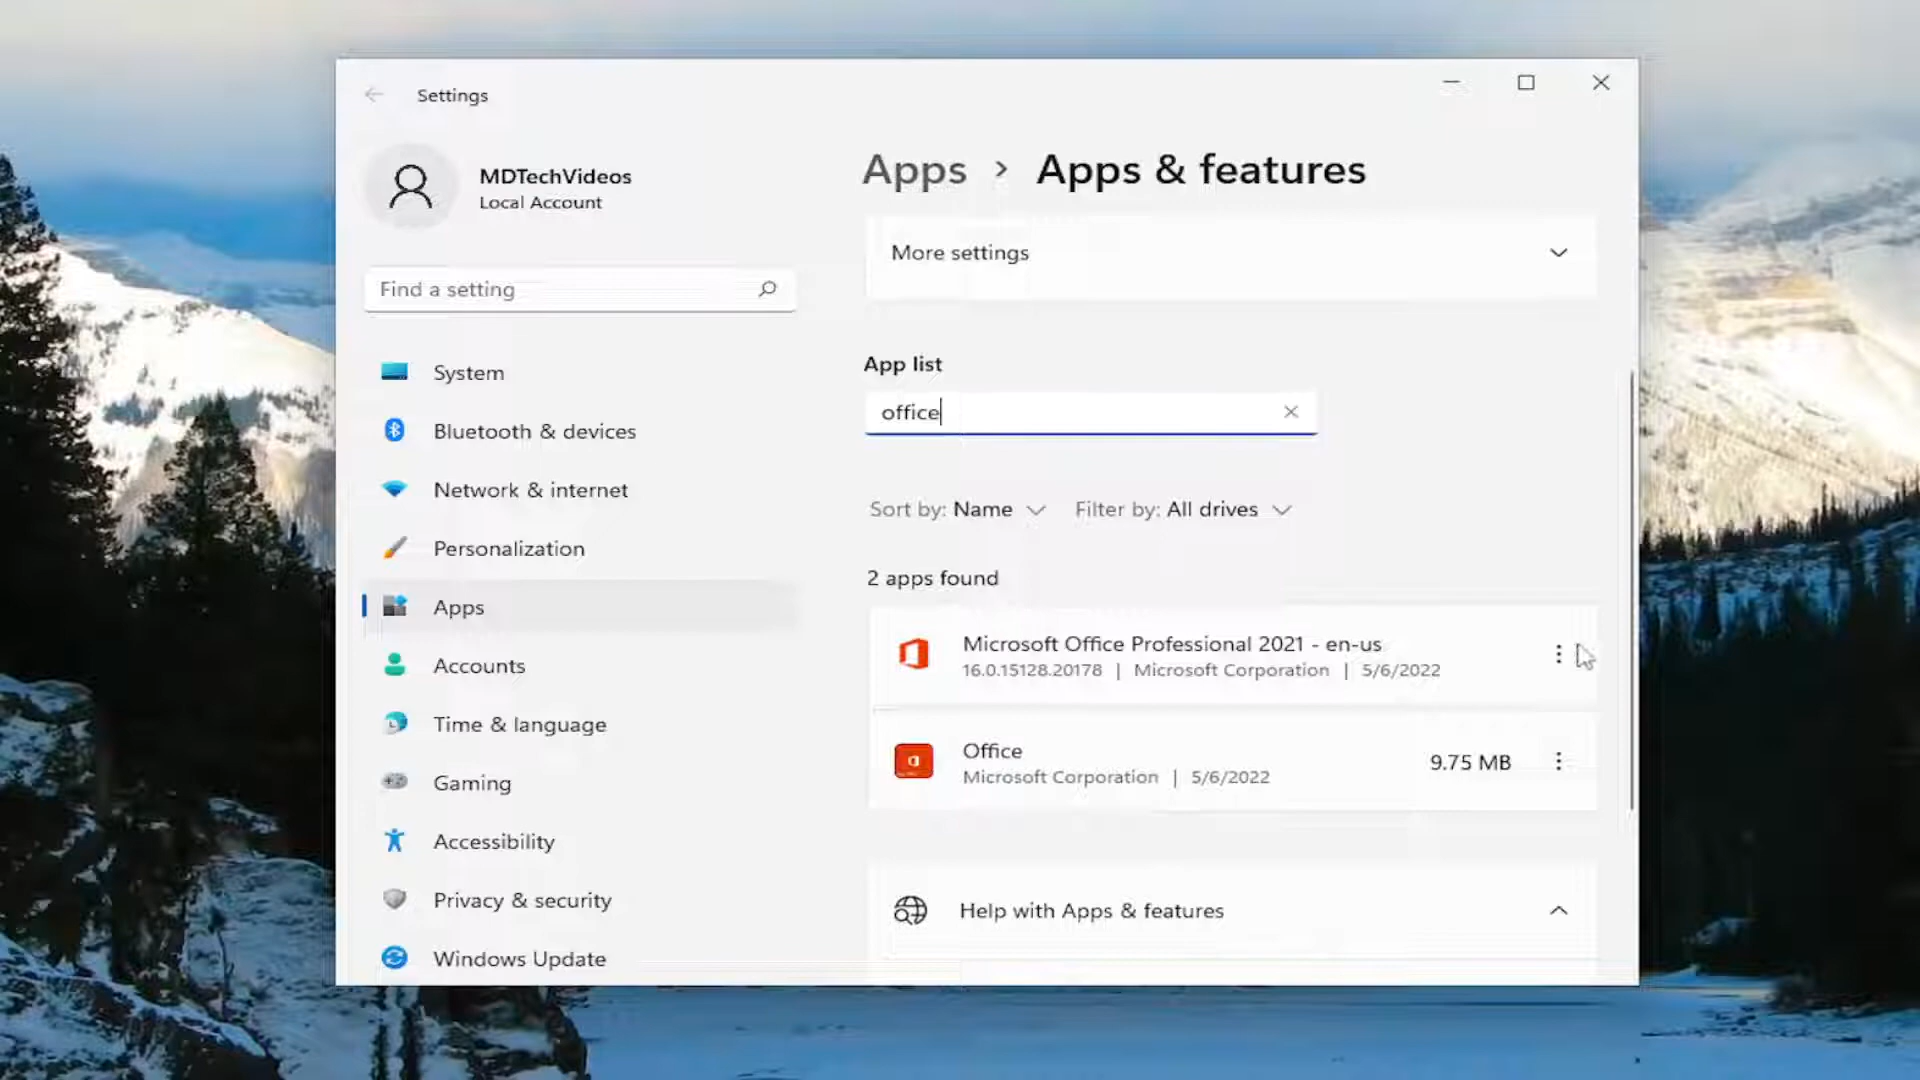 Settings
MDTechVideos
Local Account
Find a setting
System
Bluetooth & devices
Network & internet
Personalization
Apps
Accounts
Time & language
Gaming
Accessibility
Privacy & security
Windows Update
Apps > Apps & features
More settings
App list
office
Sort by: Name Filter by: All drives
2 apps found
Microsoft Office Professional 2021 - en-us
16.0.15128.20178 | Microsoft Corporation | 5/6/2022
Office
Microsoft Corporation | 5/6/2022
9.75 MB
Help with Apps & features